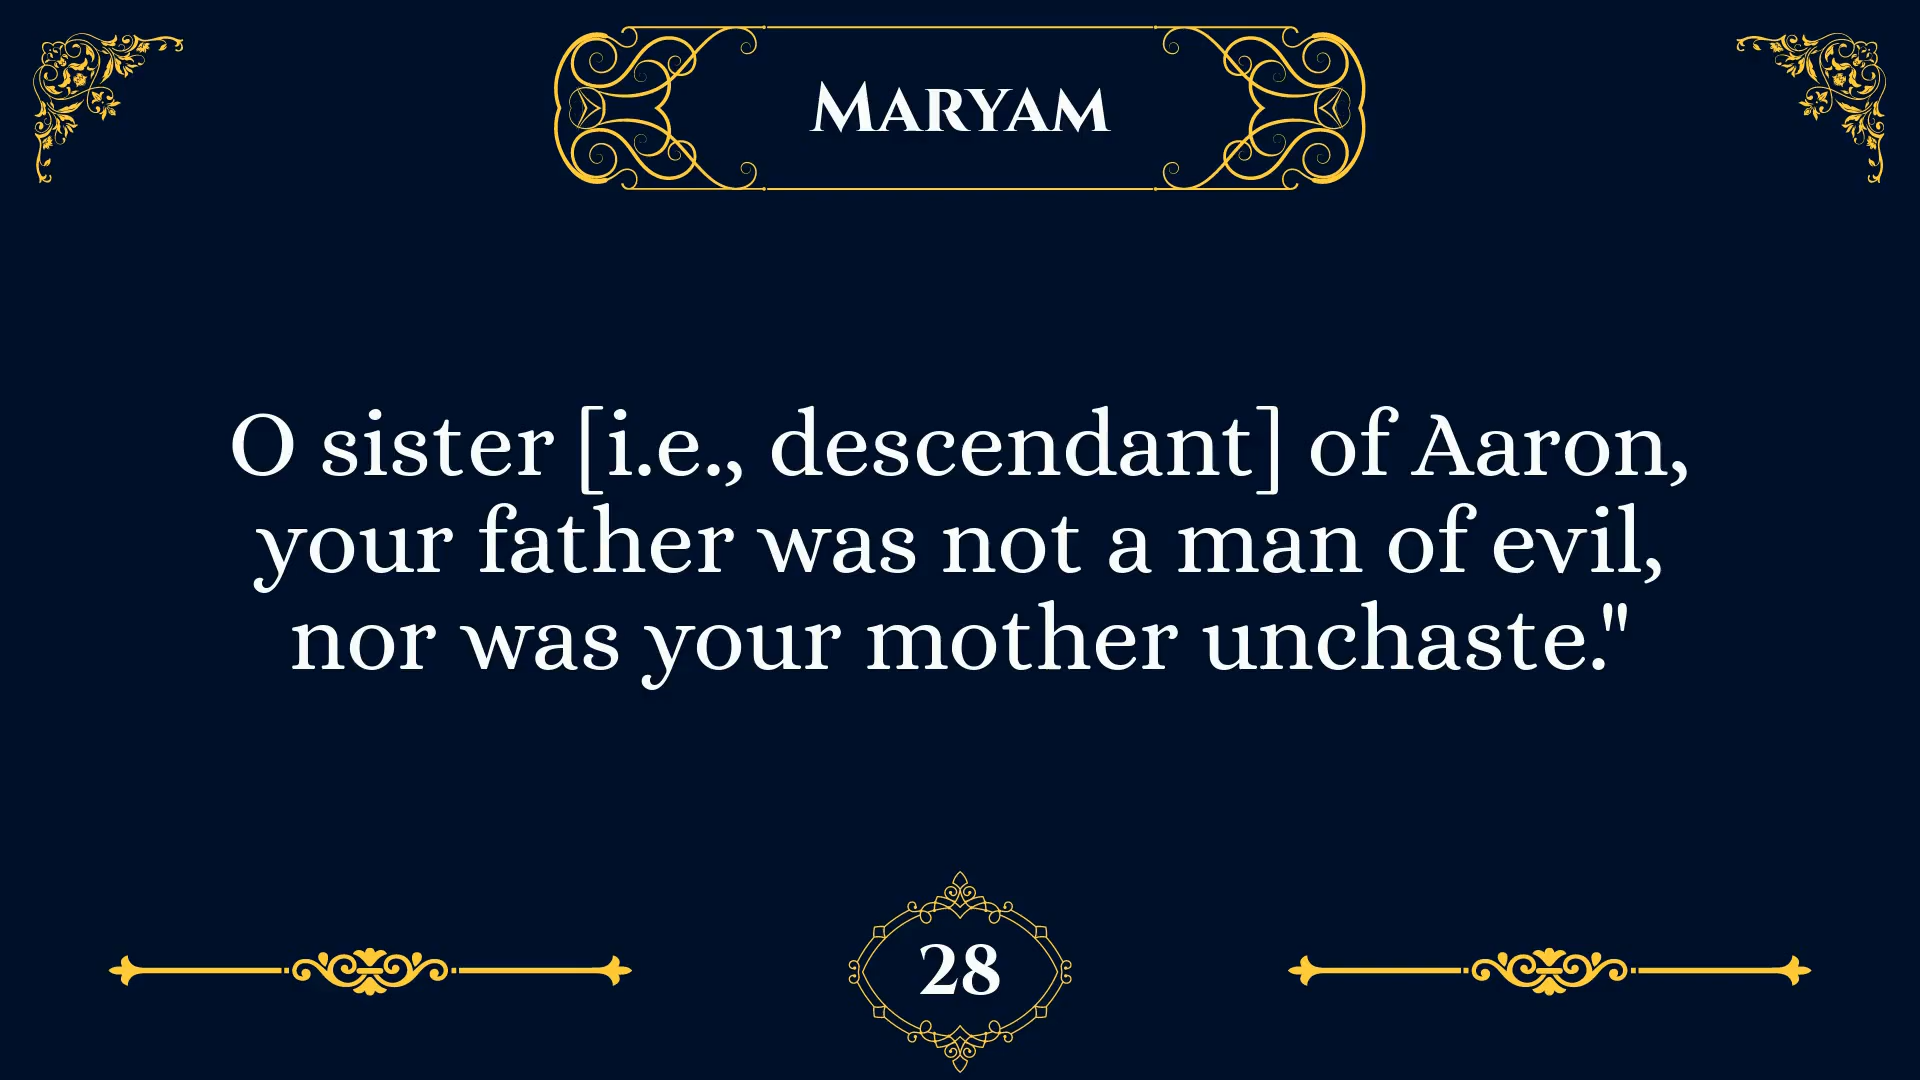 Maryam
O sister [i.e., descendant] of Aaron,
your father was not a man of evil,
nor was your mother unchaste."
28